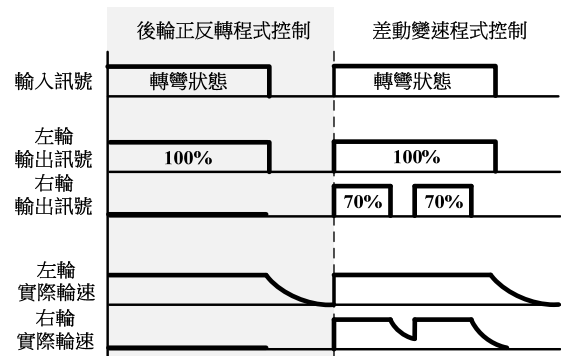 後輪正反轉程式控制
差動變速程式控制
輸入訊號
轉彎狀態
轉彎狀態
左輪
輸出訊號
100%
100%
右輪
輸出訊號
70%
70%
左輪
實際輪速
右輪
實際輪速